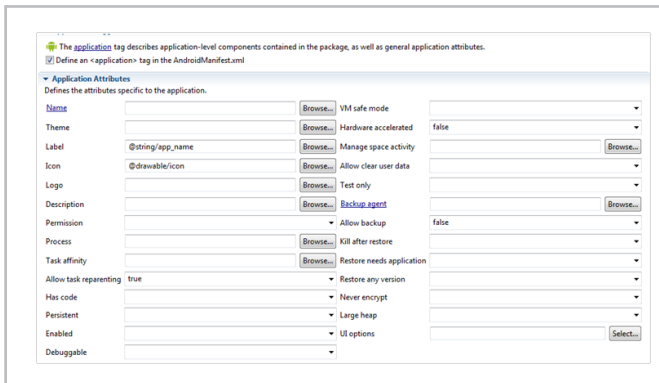 The application tag describes application-level components contained in the package, as well as general application attributes.
Define an <application> tag in the AndroidManifest.xml
Application Attributes
Defines the attributes specific to the application.
Name Browse... VM safe mode
Theme Browse... Hardware accelerated false
Label @string/app_name Browse... Manage space activity Browse...
Icon @drawable/icon Browse... Allow clear user data
Logo Browse... Test only
Description Browse... Backup agent Browse...
Permission Allow backup false
Process Browse... Kill after restore
Task affinity Browse... Restore needs application
Allow task reparenting true Restore any version
Has code Never encrypt
Persistent Large heap
Enabled UI options Select...
Debuggable